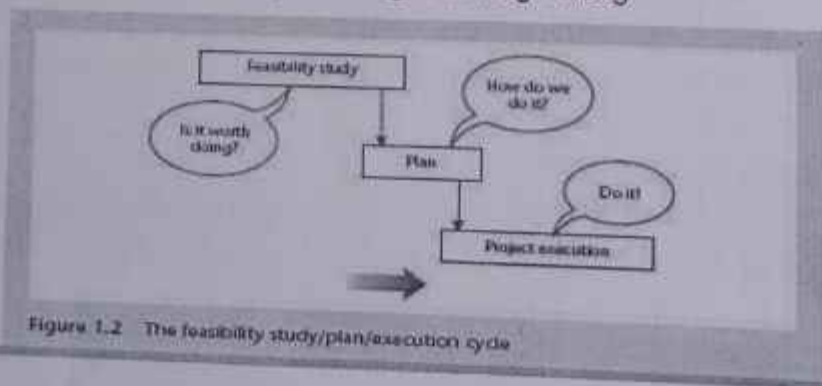 Feasibility study
How do we
do it?
Is it worth
doing?
Plan
Do it!
Project execution
Figure 1.2 The feasibility study/plan/execution cycle